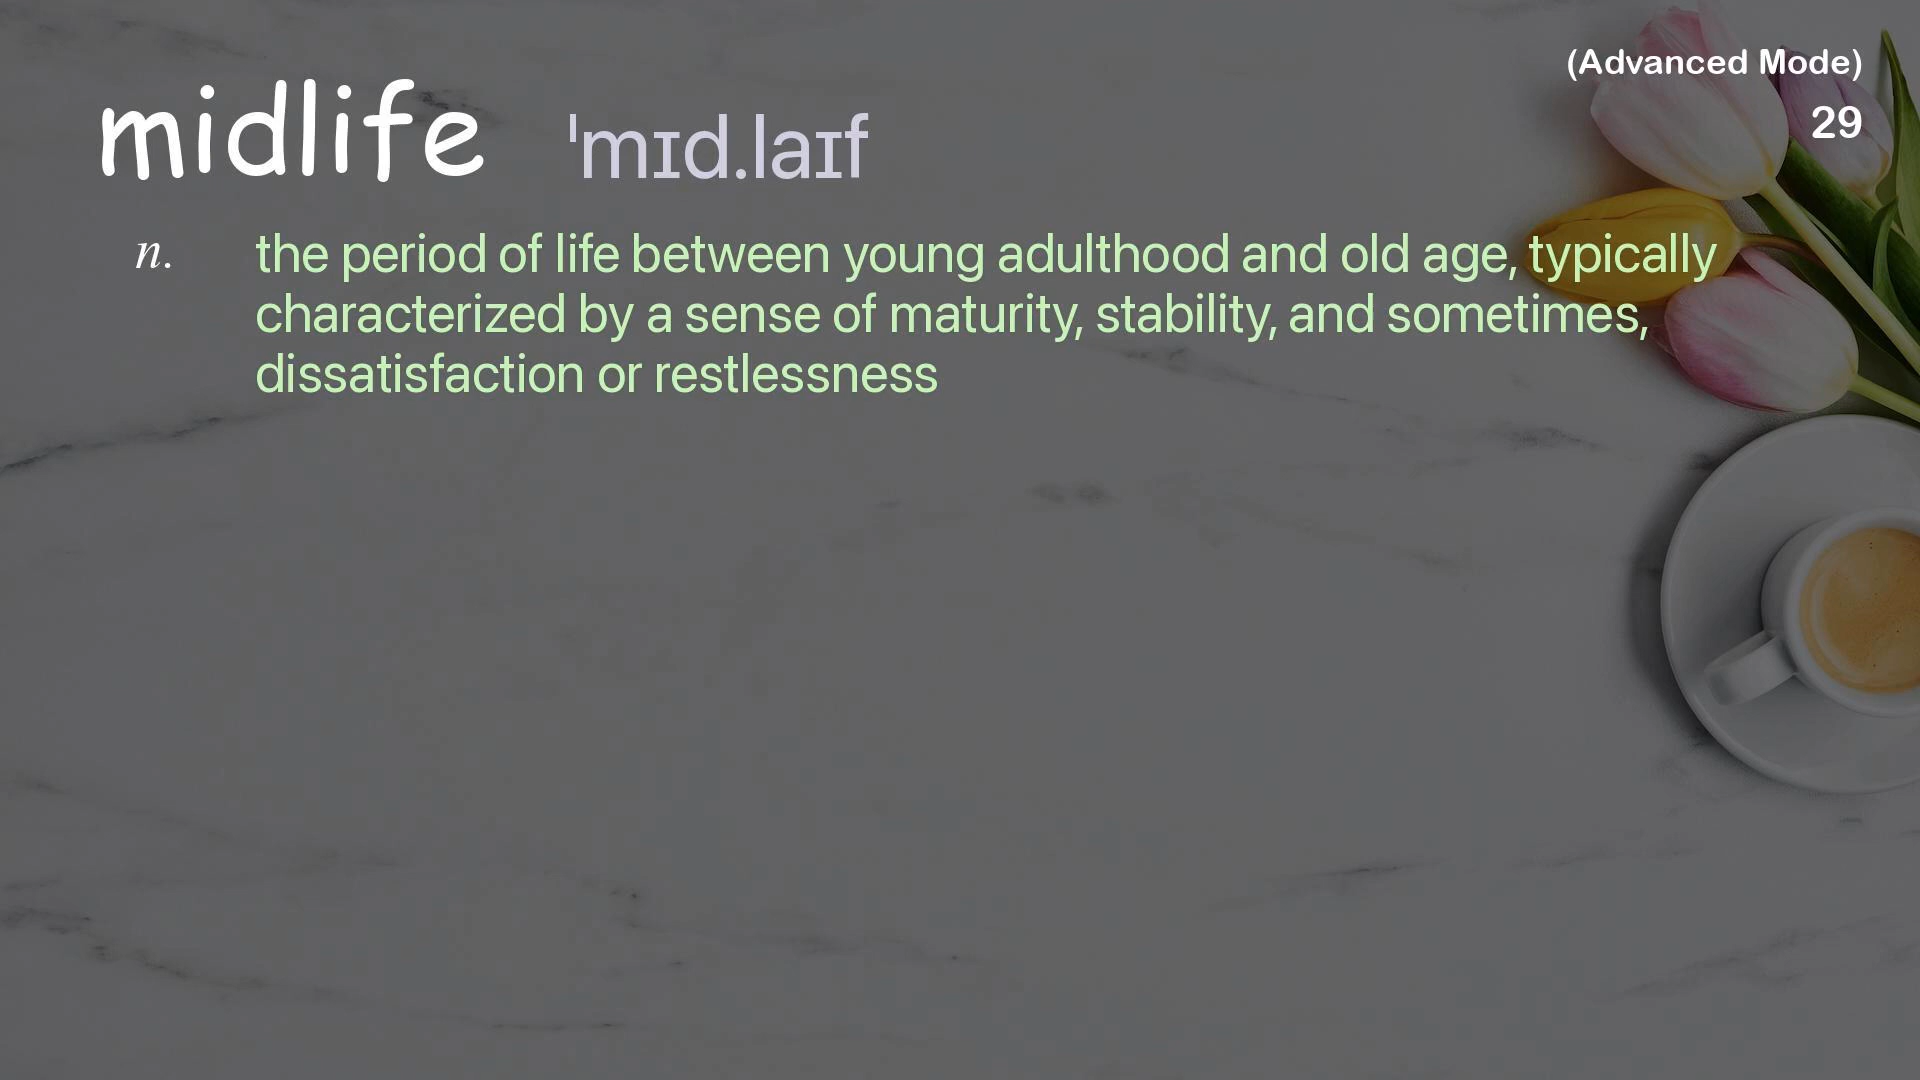 (Advanced Mode)
midlife ˈmɪd.laɪf
29
n. the period of life between young adulthood and old age, typically
characterized by a sense of maturity, stability, and sometimes,
dissatisfaction or restlessness